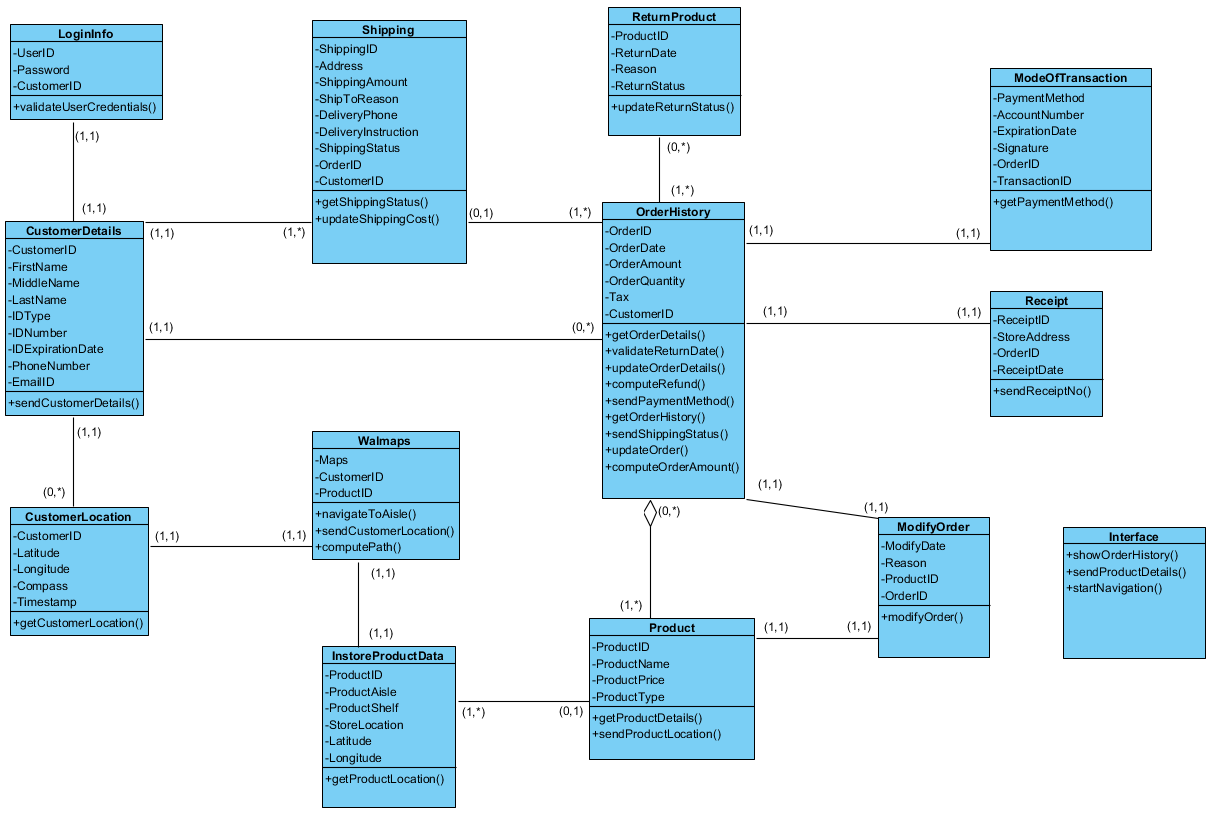 LoginInfo
-UserID
-Password
-CustomerID
+validateUserCredentials()
(1,1)
(1,1)
Shipping
-ShippingID
-Address
-ShippingAmount
-ShipToReason
-DeliveryPhone
-DeliveryInstruction
-ShippingStatus
-OrderID
-CustomerID
+getShippingStatus()
+updateShippingCost()
ReturnProduct
-ProductID
-ReturnDate
-Reason
-ReturnStatus
+updateReturnStatus()
(0,*)
(1,*)
ModeOfTransaction
-PaymentMethod
-AccountNumber
-ExpirationDate
-Signature
-OrderID
-TransactionID
+getPaymentMethod()
CustomerDetails
-CustomerID
-FirstName
-MiddleName
-LastName
-IDType
-IDNumber
-IDExpirationDate
-PhoneNumber
-EmailID
+sendCustomerDetails()
(1,1)
(1,*)
(0,1)
(1,*)
(1,1)
(0,*)
OrderHistory
-OrderID
-OrderDate
-OrderAmount
-OrderQuantity
-Tax
-CustomerID
+getOrderDetails()
+validateReturnDate()
+updateOrderDetails()
+computeRefund()
+sendPaymentMethod()
+getOrderHistory()
+sendShippingStatus()
+updateOrder()
+computeOrderAmount()
(1,1)
(1,1)
(1,1)
(1,1)
Receipt
-ReceiptID
-StoreAddress
-OrderID
-ReceiptDate
+sendReceiptNo()
(1,1)
(0,*)
CustomerLocation
-CustomerID
-Latitude
-Longitude
-Compass
-Timestamp
+getCustomerLocation()
(1,1)
(1,1)
Walmaps
-Maps
-CustomerID
-ProductID
+navigateToAisle()
+sendCustomerLocation()
+computePath()
(1,1)
(1,1)
InstoreProductData
-ProductID
-ProductAisle
-ProductShelf
-StoreLocation
-Latitude
-Longitude
+getProductLocation()
(1,*)
(0,1)
(0,*)
(1,*)
Product
-ProductID
-ProductName
-ProductPrice
-ProductType
+getProductDetails()
+sendProductLocation()
(1,1)
(1,1)
(1,1)
(1,1)
ModifyOrder
-ModifyDate
-Reason
-ProductID
-OrderID
+modifyOrder()
Interface
+showOrderHistory()
+sendProductDetails()
+startNavigation()